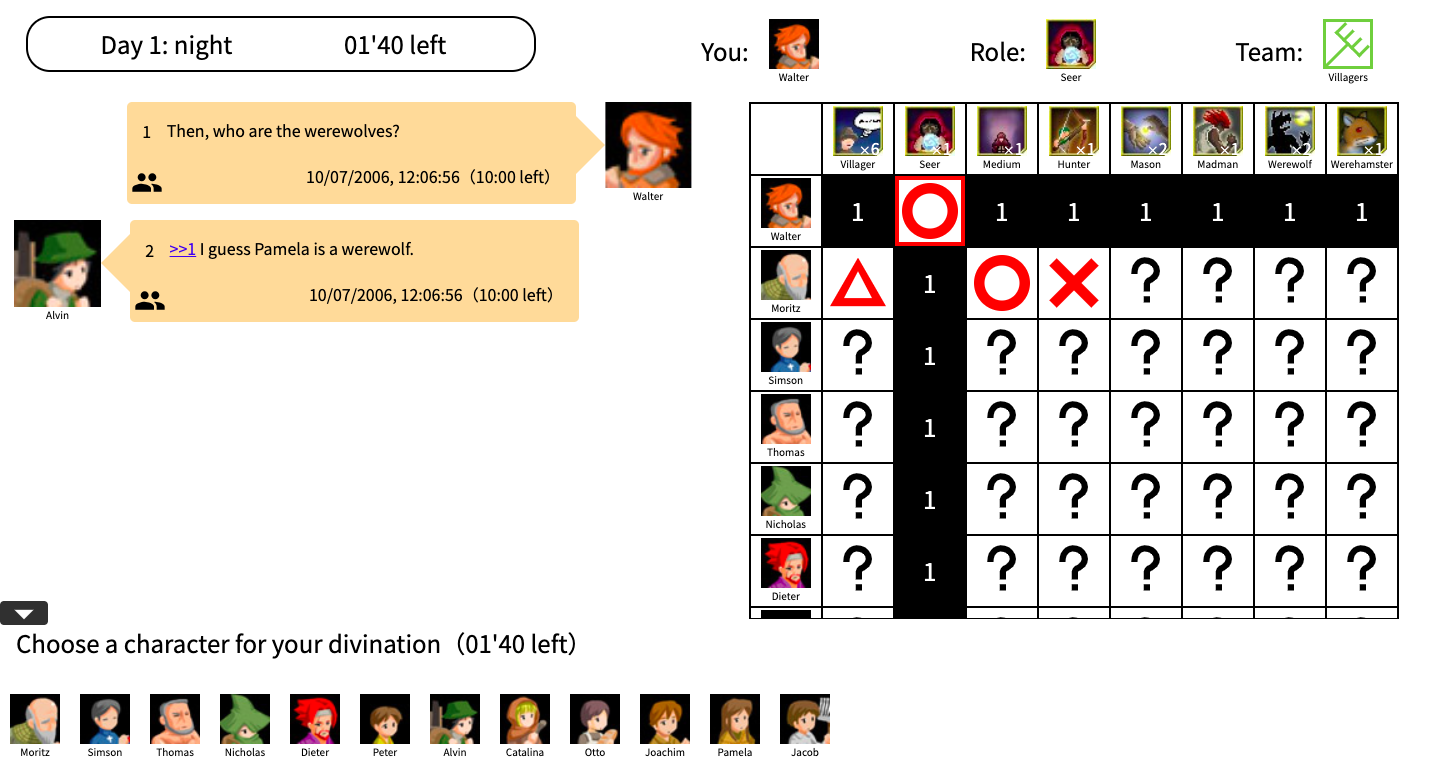 Day 1: night 01'40 left
You:
Walter
Role:
Seer
Team:
Villagers
1 Then, who are the werewolves?
10/07/2006, 12:06:56（10:00 left）
Walter
2 >>1 I guess Pamela is a werewolf.
10/07/2006, 12:06:56（10:00 left）
Alvin
×6 ×1 ×1 ×1 ×2 ×1 ×2 ×1
Villager Seer Medium Hunter Mason Madman Werewolf Werehamster
1 1 1 1 1 1 1
Walter
1 ? ? ? ?
Moritz
? 1 ? ? ? ? ? ?
Simson
? 1 ? ? ? ? ? ?
Thomas
? 1 ? ? ? ? ? ?
Nicholas
? 1 ? ? ? ? ? ?
Dieter
Choose a character for your divination（01'40 left）
Moritz Simson Thomas Nicholas Dieter Peter Alvin Catalina Otto Joachim Pamela Jacob